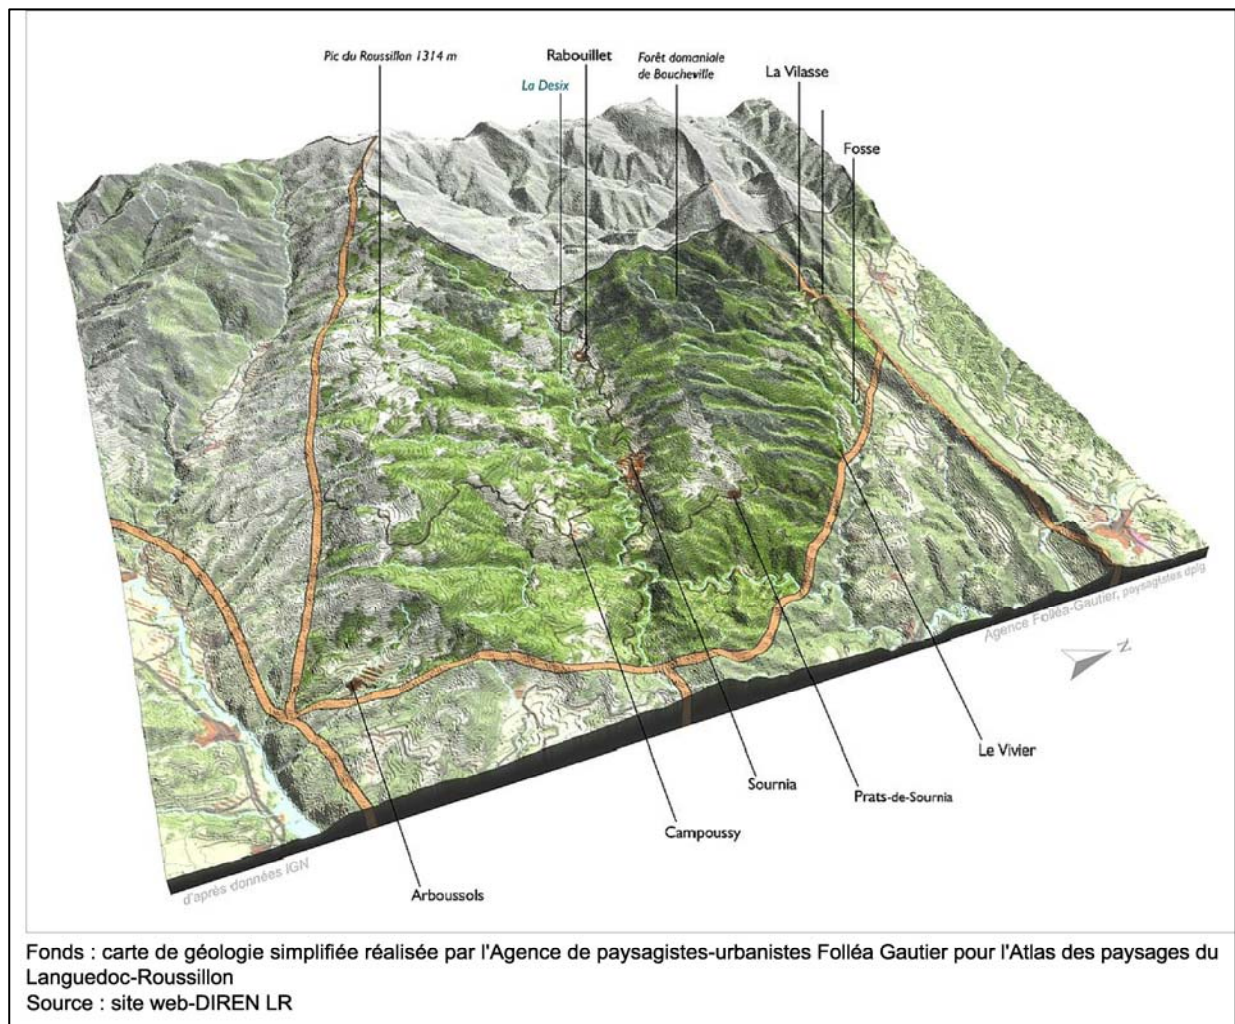 Pic du Roussillon 1314 m
Rabouillet
Forêt domaniale
de Boucheville
La Desix
La Vilasse
Fosse
Agence Folléa-Gautier, paysagistes dplg
N
Le Vivier
Sournia
Prats-de-Sournia
Campoussy
d'après données IGN
Arboussols
Fonds : carte de géologie simplifiée réalisée par l'Agence de paysagistes-urbanistes Folléa Gautier pour l'Atlas des paysages du
Languedoc-Roussillon
Source : site web-DIREN LR